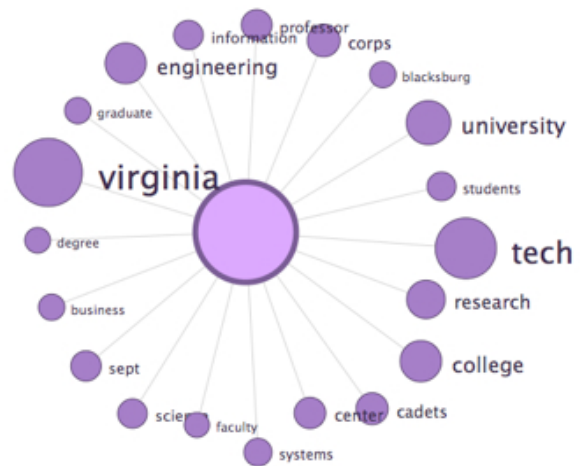 professor
information
corps
engineering
blacksburg
graduate
university
virginia
students
degree
tech
research
business
college
sept
science
faculty
center
cadets
systems